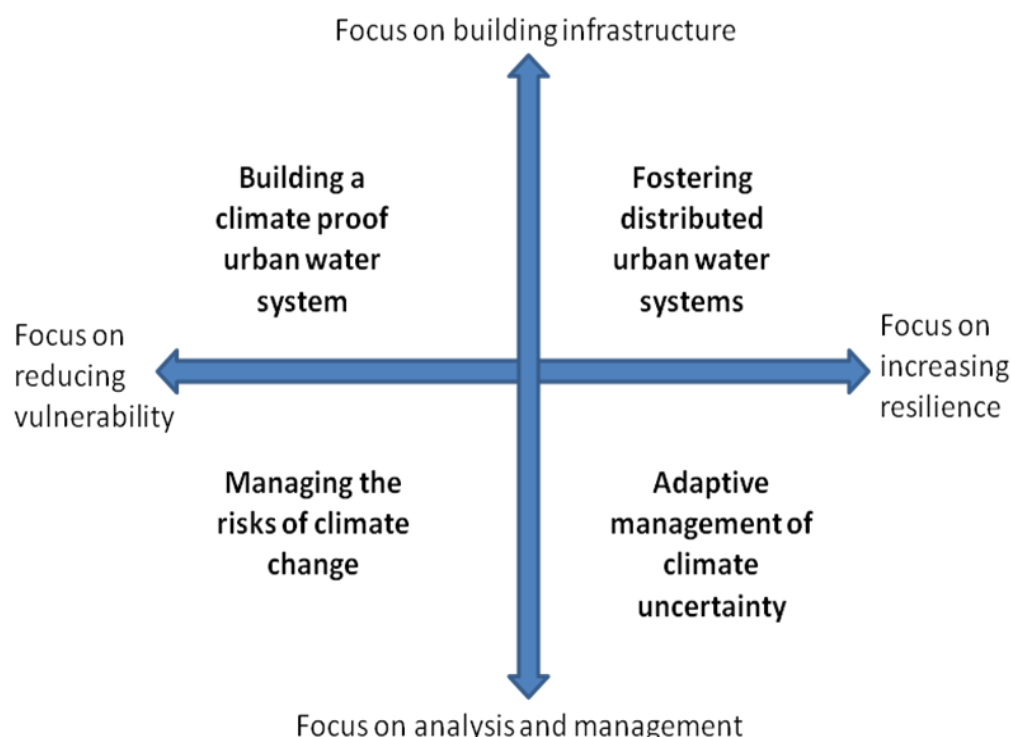 Focus on building infrastructure
Building a
climate proof
urban water
system
Fostering
distributed
urban water
systems
Focus on
reducing
vulnerability
Focus on
increasing
resilience
Managing the
risks of climate
change
Adaptive
management of
climate
uncertainty
Focus on analysis and management